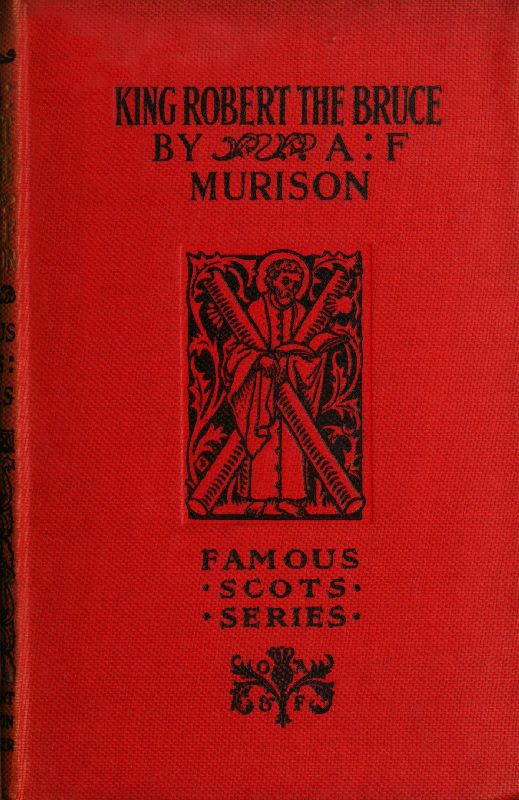 KING ROBERT THE BRUCE
BY A : F
MURISON
FAMOUS
· SCOTS ·
· SERIES ·
O A
& F